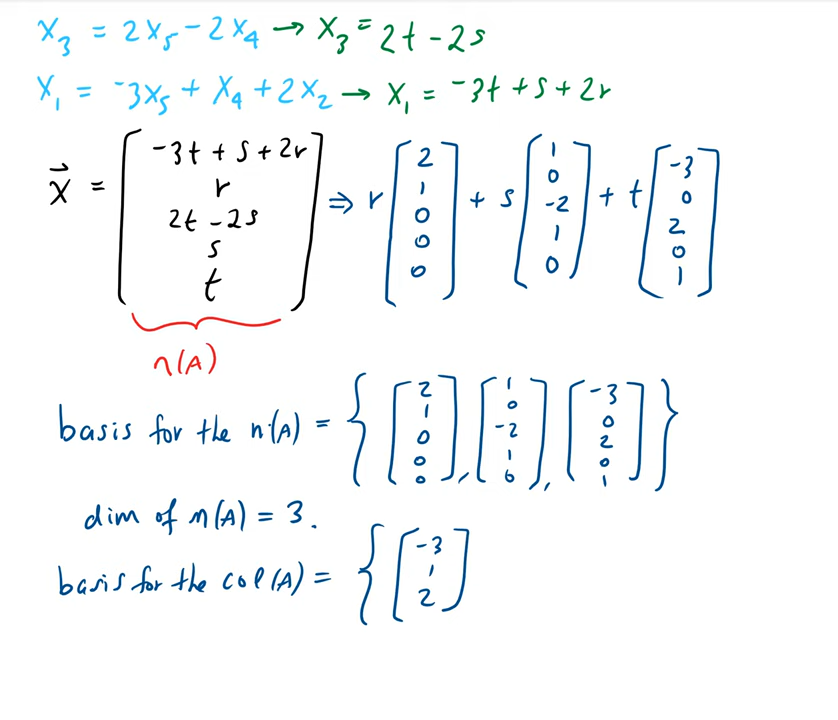 x₃ = 2x₅ - 2x₄ → x₃ = 2t - 2s
x₁ = -3x₅ + x₄ + 2x₂ → x₁ = -3t + s + 2r
x⃗ = [-3t + s + 2r; r; 2t - 2s; s; t] ⇒ r [2; 1; 0; 0; 0] + s [1; 0; -2; 1; 0] + t [-3; 0; 2; 0; 1]
n(A)
basis for the n(A) = { [2; 1; 0; 0; 0], [1; 0; -2; 1; 0], [-3; 0; 2; 0; 1] }
dim of n(A) = 3.
basis for the col(A) = { [-3; 1; 2]